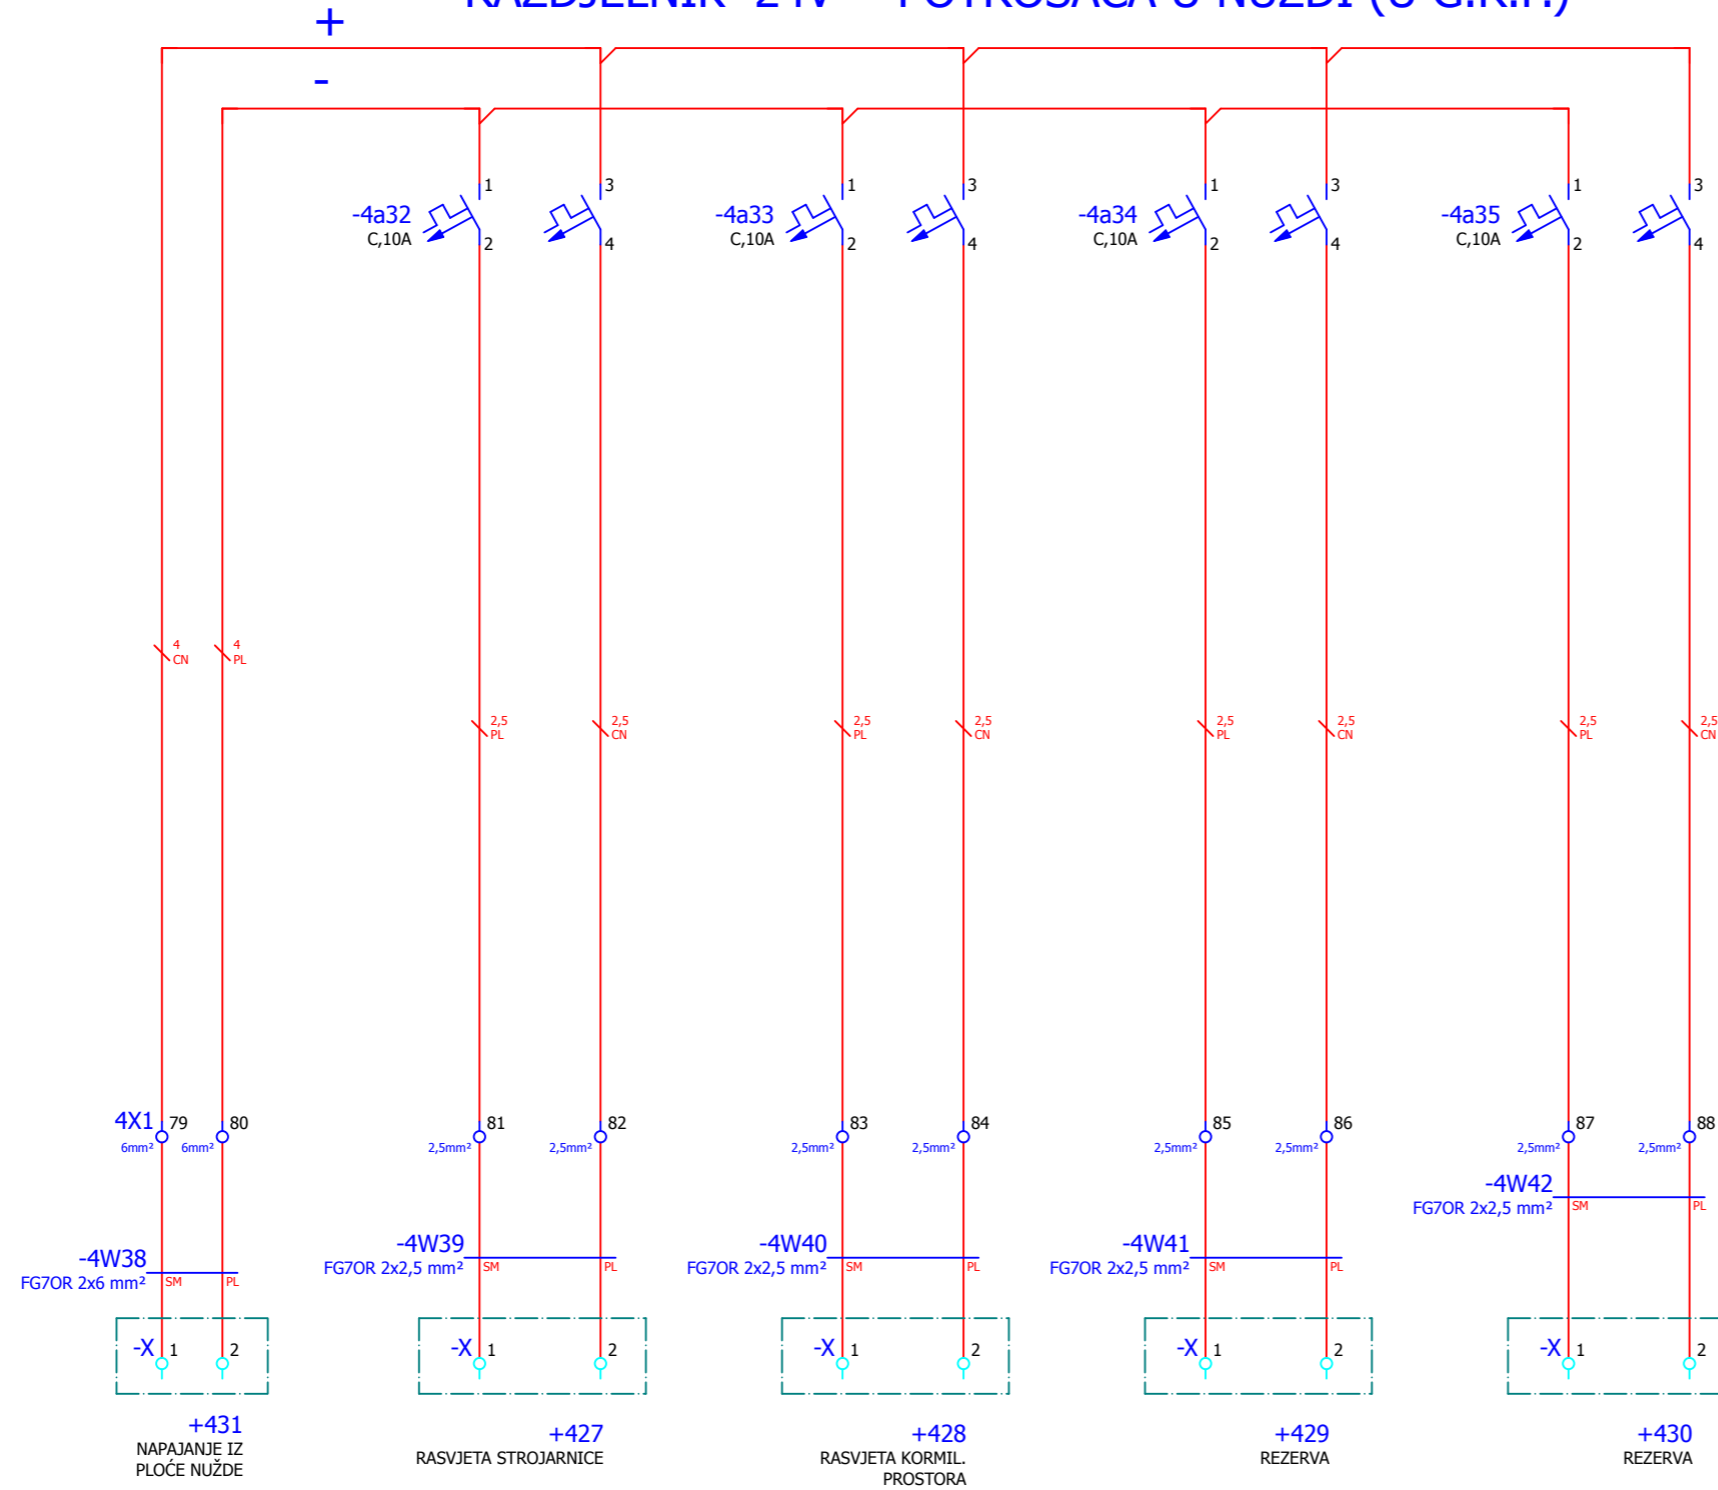 RAZDJELNIK 24V - POTROŠAČA U NUŽDI (U G.R.P.)
+
-
1 3 1 3 1 3 1 3
-4a32 -4a33 -4a34 -4a35
C,10A C,10A C,10A C,10A
2 4 2 4 2 4 2 4
4 4
CN PL
2,5 2,5 2,5 2,5 2,5 2,5 2,5 2,5
PL CN PL CN PL CN PL CN
4X1 79 80 81 82 83 84 85 86 87 88
6mm² 6mm² 2,5mm² 2,5mm² 2,5mm² 2,5mm² 2,5mm² 2,5mm² 2,5mm² 2,5mm²
-4W42
FG7OR 2x2,5 mm² SM PL
-4W39 -4W40 -4W41
FG7OR 2x2,5 mm² SM PL FG7OR 2x2,5 mm² SM PL FG7OR 2x2,5 mm² SM PL
-4W38
FG7OR 2x6 mm² SM PL
-X 1 2 -X 1 2 -X 1 2 -X 1 2 -X 1 2
+431
NAPAJANJE IZ
PLOĆE NUŽDE
+427
RASVJETA STROJARNICE
+428
RASVJETA KORMIL.
PROSTORA
+429
REZERVA
+430
REZERVA